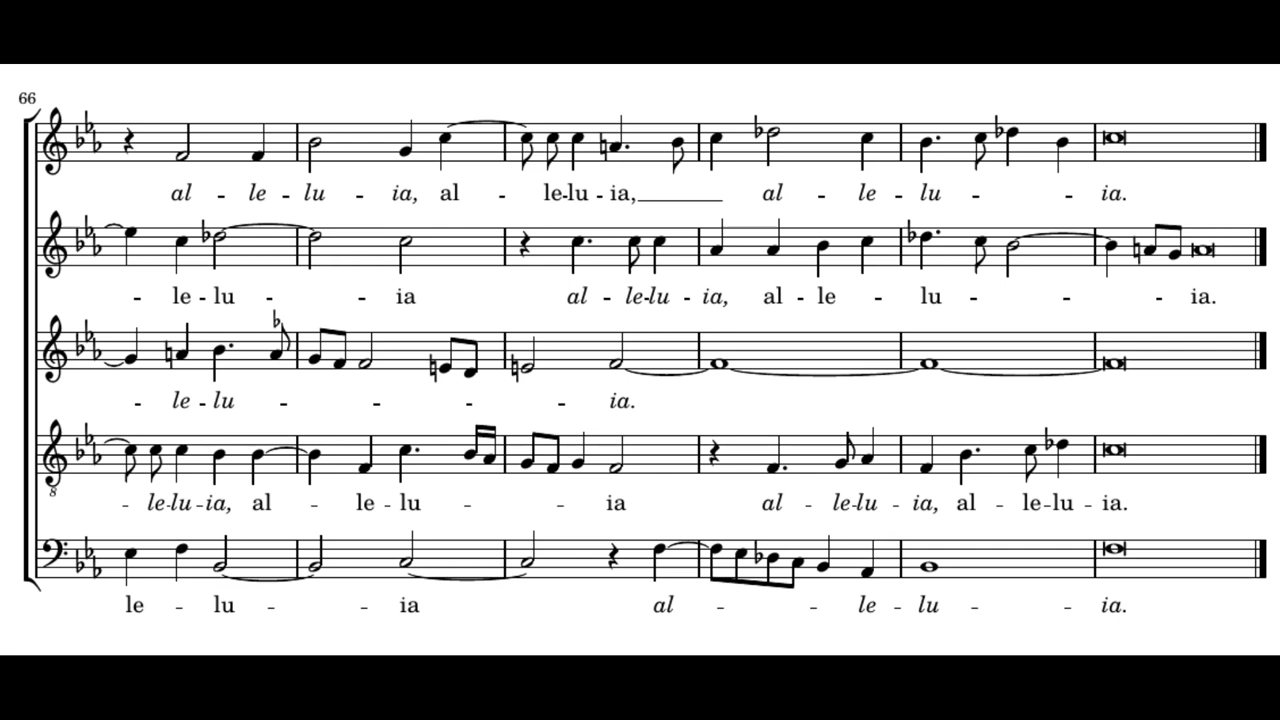 66
al - le - lu - ia, al - le-lu - ia, al - le - lu - - ia.
- le - lu - - ia al - le-lu - ia, al - le - lu - - - ia.
- le - lu - - - - ia.
8
- le-lu-ia, al - le - lu - - ia al - le-lu - ia, al - le-lu - ia.
le - lu - - ia al - - le - lu - - ia.